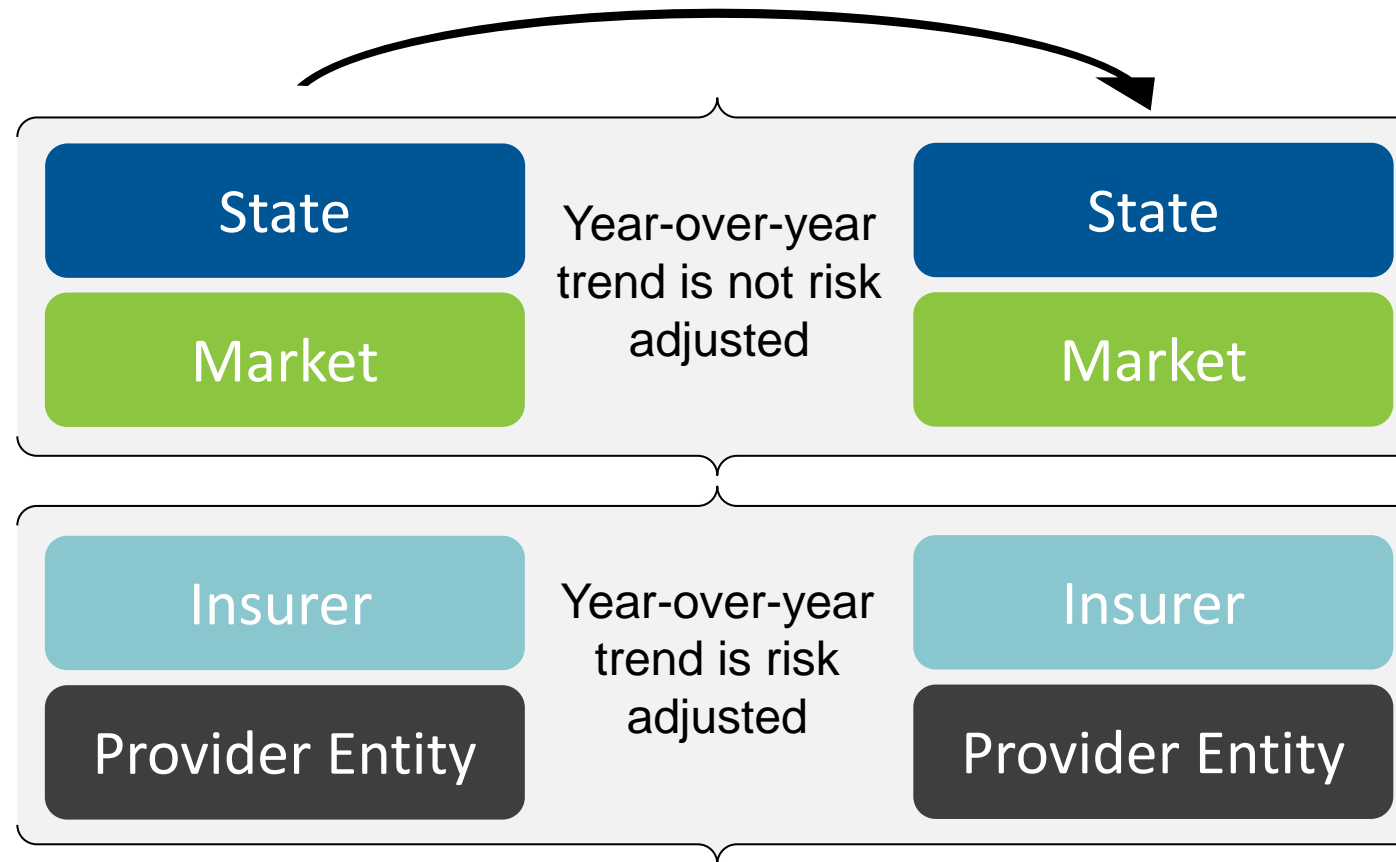 State
Market
Year-over-year
trend is not risk
adjusted
State
Market
Insurer
Provider Entity
Year-over-year
trend is risk
adjusted
Insurer
Provider Entity